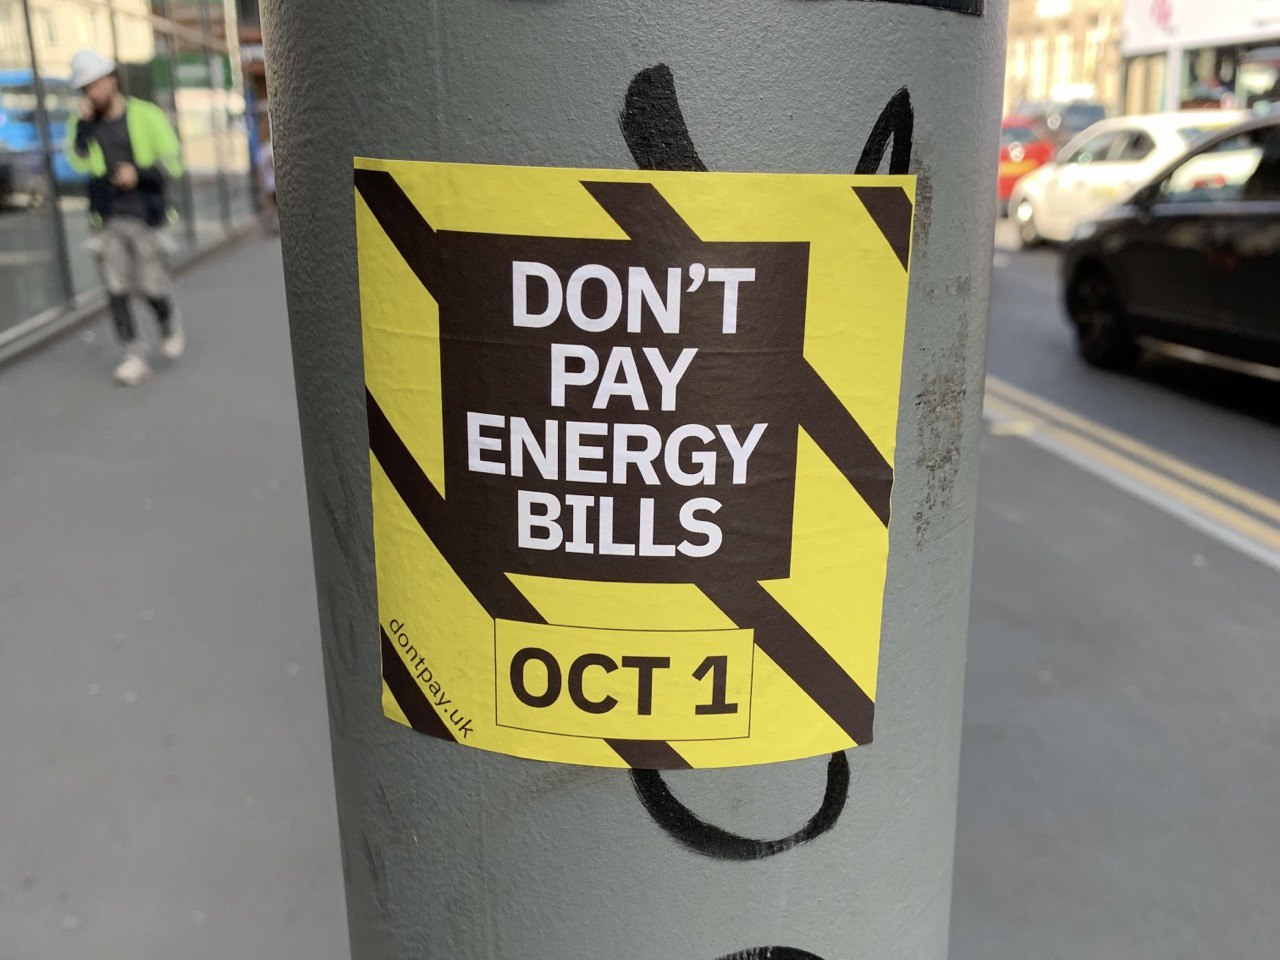 DON'T
PAY
ENERGY
BILLS
OCT 1
dontpay.uk